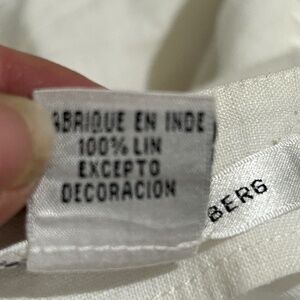 ABRIQUE EN INDE
100% LIN
EXCEPTO
DECORACION
BERG